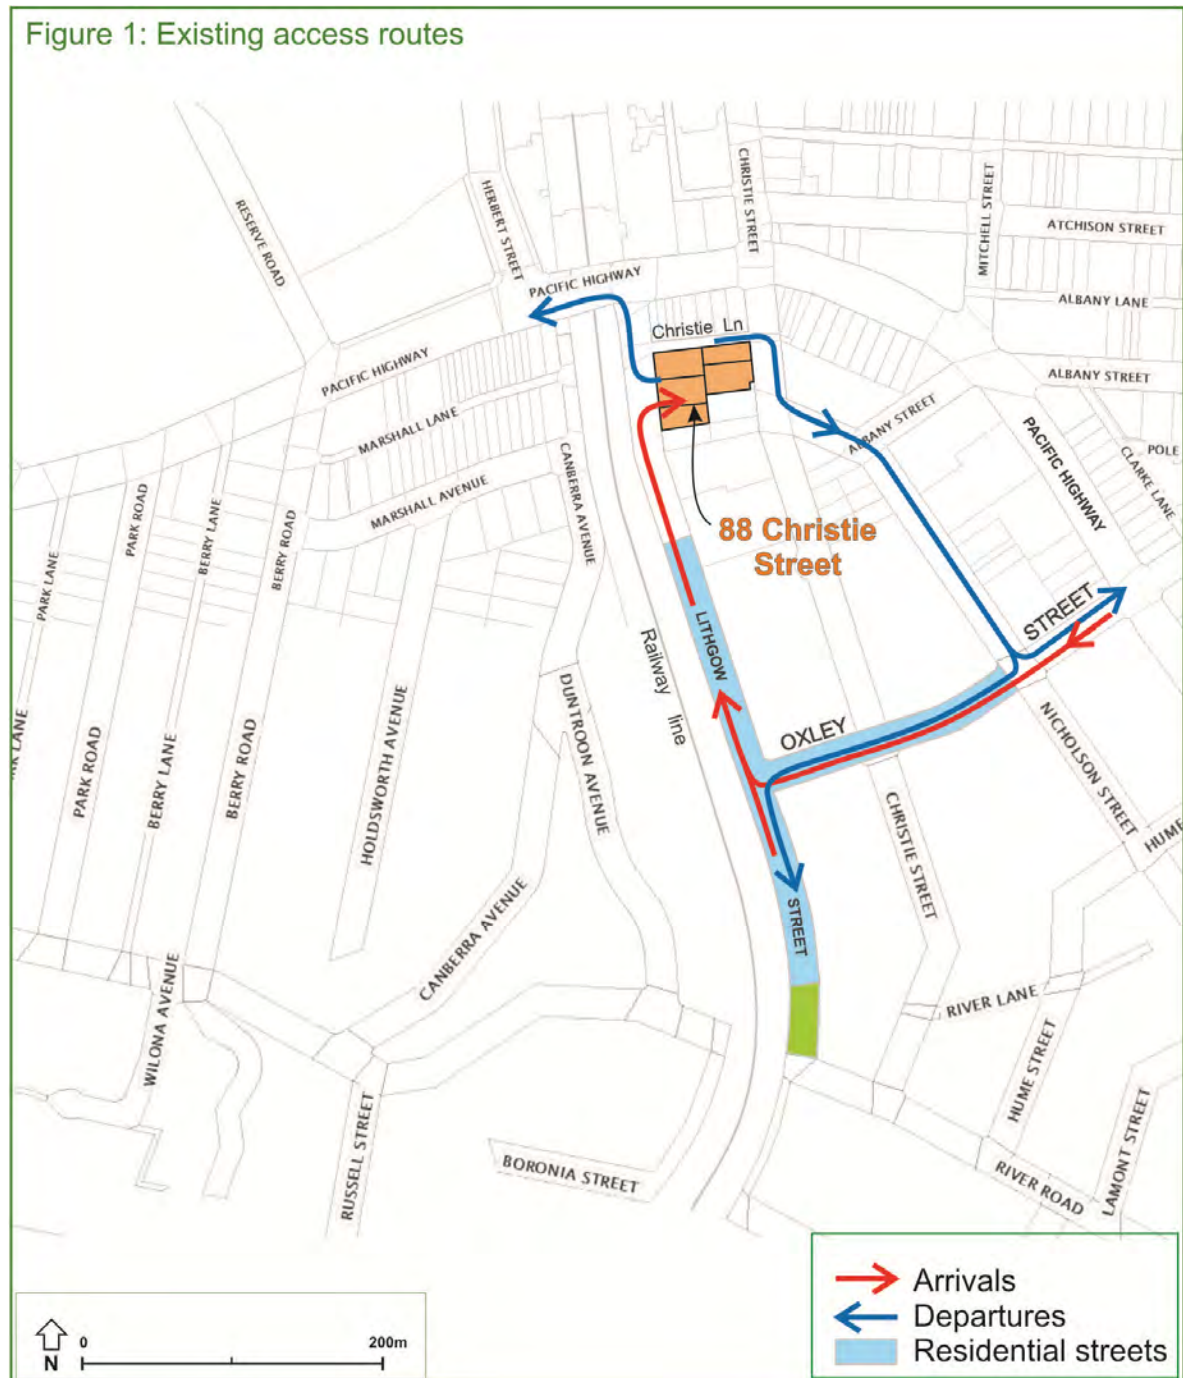 Figure 1: Existing access routes
RESERVE ROAD
HERBERT STREET
CHRISTIE STREET
MITCHELL STREET
ATCHISON STREET
PACIFIC HIGHWAY
ALBANY LANE
Christie Ln
PACIFIC HIGHWAY
ALBANY STREET
MARSHALL LANE
ALBANY STREET
PACIFIC HIGHWAY
CLARKE LANE
POLE
MARSHALL AVENUE
CANBERRA AVENUE
PARK ROAD
BERRY LANE
BERRY ROAD
PARK LANE
88 Christie
Street
LITHGOW
STREET
Railway line
DUNTROON AVENUE
OXLEY
NICHOLSON STREET
HUME
LANE
PARK ROAD
BERRY LANE
BERRY ROAD
HOLDSWORTH AVENUE
CHRISTIE STREET
STREET
CANBERRA AVENUE
WILONA AVENUE
RIVER LANE
HUME STREET
RUSSELL STREET
BORONIA STREET
RIVER ROAD
LAMONT STREET
Arrivals
Departures
Residential streets
N
0
200m